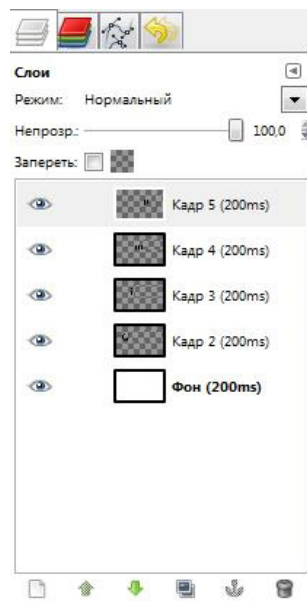 Слои
Режим: Нормальный
Непрозр.: 100,0
Запереть:
Кадр 5 (200ms)
Кадр 4 (200ms)
Кадр 3 (200ms)
Кадр 2 (200ms)
Фон (200ms)